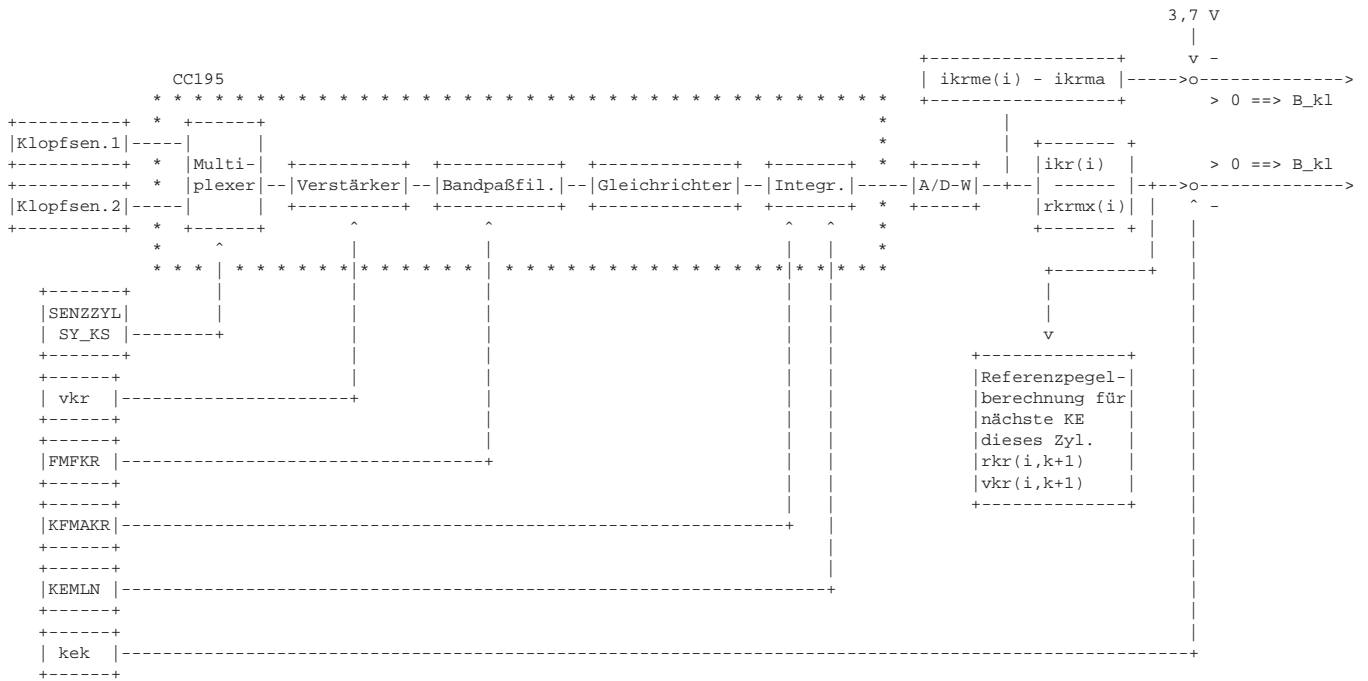 3,7 V
CC195
ikrme(i) - ikrma
-
> 0 ==> B_kl
Klopfsen.1
Klopfsen.2
Multi-
plexer
Verstärker
Bandpaßfil.
Gleichrichter
Integr.
A/D-W
ikr(i)
------
rkrmx(i)
> 0 ==> B_kl
-
SENZZYL
SY_KS
vkr
FMFKR
KFMAKR
KEMLN
kek
Referenzpegel-
berechnung für
nächste KE
dieses Zyl.
rkr(i,k+1)
vkr(i,k+1)